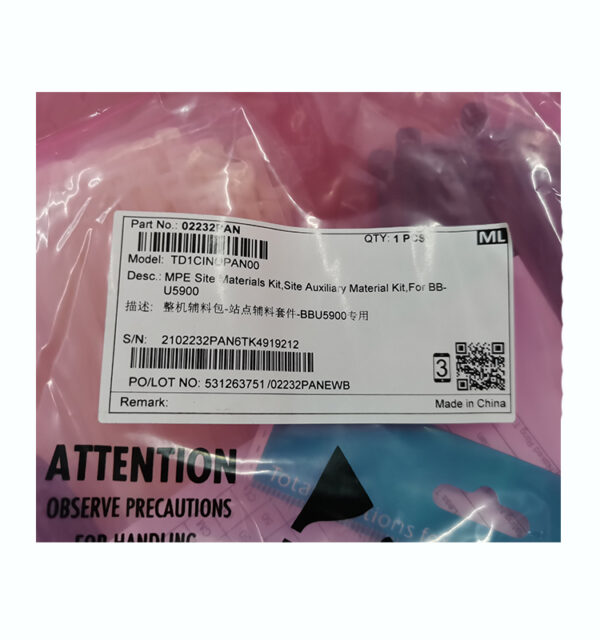 Part No.: 02232PAN
QTY: 1 PCS
ML
Model: TD1CINOPAN00
Desc.: MPE Site Materials Kit,Site Auxiliary Material Kit,For BB-
U5900
描述: 整机辅料包-站点辅料套件-BBU5900专用
S/N: 2102232PAN6TK4919212
3
PO/LOT NO: 531263751 /02232PANEWB
Remark:
Made in China
ATTENTION
OBSERVE PRECAUTIONS
FOR HANDLING